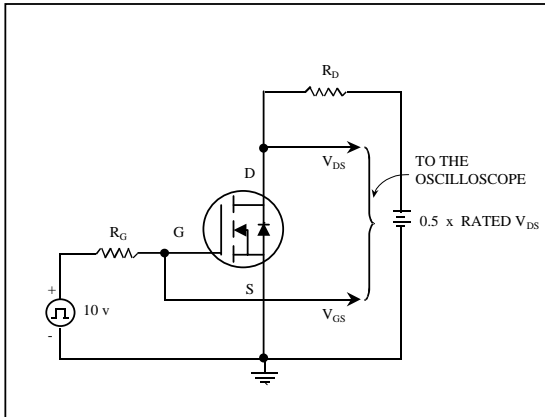 R_D
D
V_DS
TO THE
OSCILLOSCOPE
0.5 x RATED V_DS
R_G
G
S
+
10 v
-
V_GS